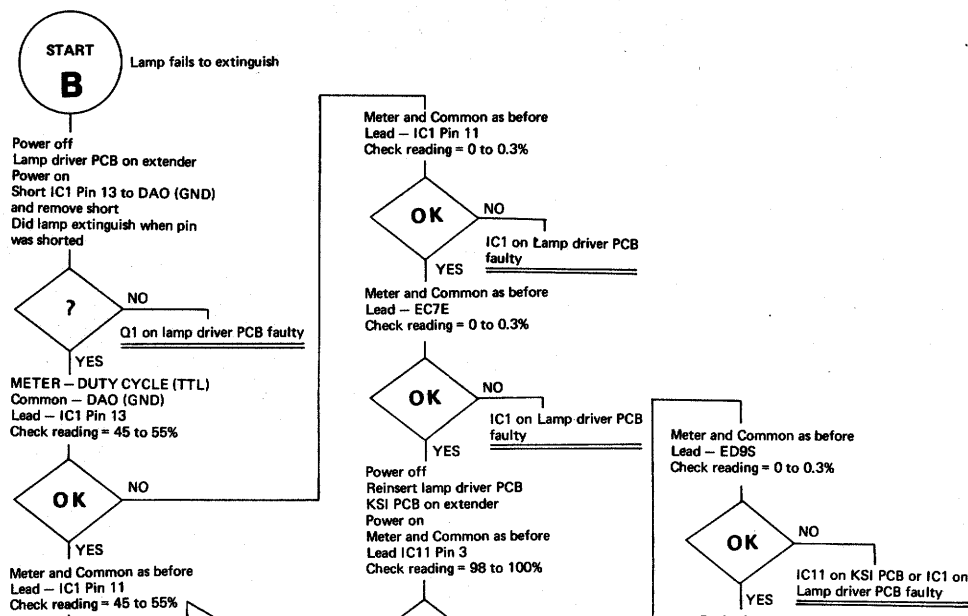 START
B
Lamp fails to extinguish
Power off
Lamp driver PCB on extender
Power on
Short IC1 Pin 13 to DAO (GND)
and remove short
Did lamp extinguish when pin
was shorted
?
NO
Q1 on lamp driver PCB faulty
YES
METER – DUTY CYCLE (TTL)
Common – DAO (GND)
Lead – IC1 Pin 13
Check reading = 45 to 55%
OK
NO
YES
Meter and Common as before
Lead – IC1 Pin 11
Check reading = 45 to 55%
Meter and Common as before
Lead – IC1 Pin 11
Check reading = 0 to 0.3%
OK
NO
IC1 on Lamp driver PCB
faulty
YES
Meter and Common as before
Lead – EC7E
Check reading = 0 to 0.3%
OK
NO
IC1 on Lamp driver PCB
faulty
YES
Power off
Reinsert lamp driver PCB
KSI PCB on extender
Power on
Meter and Common as before
Lead IC11 Pin 3
Check reading = 98 to 100%
Meter and Common as before
Lead – ED9S
Check reading = 0 to 0.3%
OK
NO
IC11 on KSI PCB or IC1 on
Lamp driver PCB faulty
YES